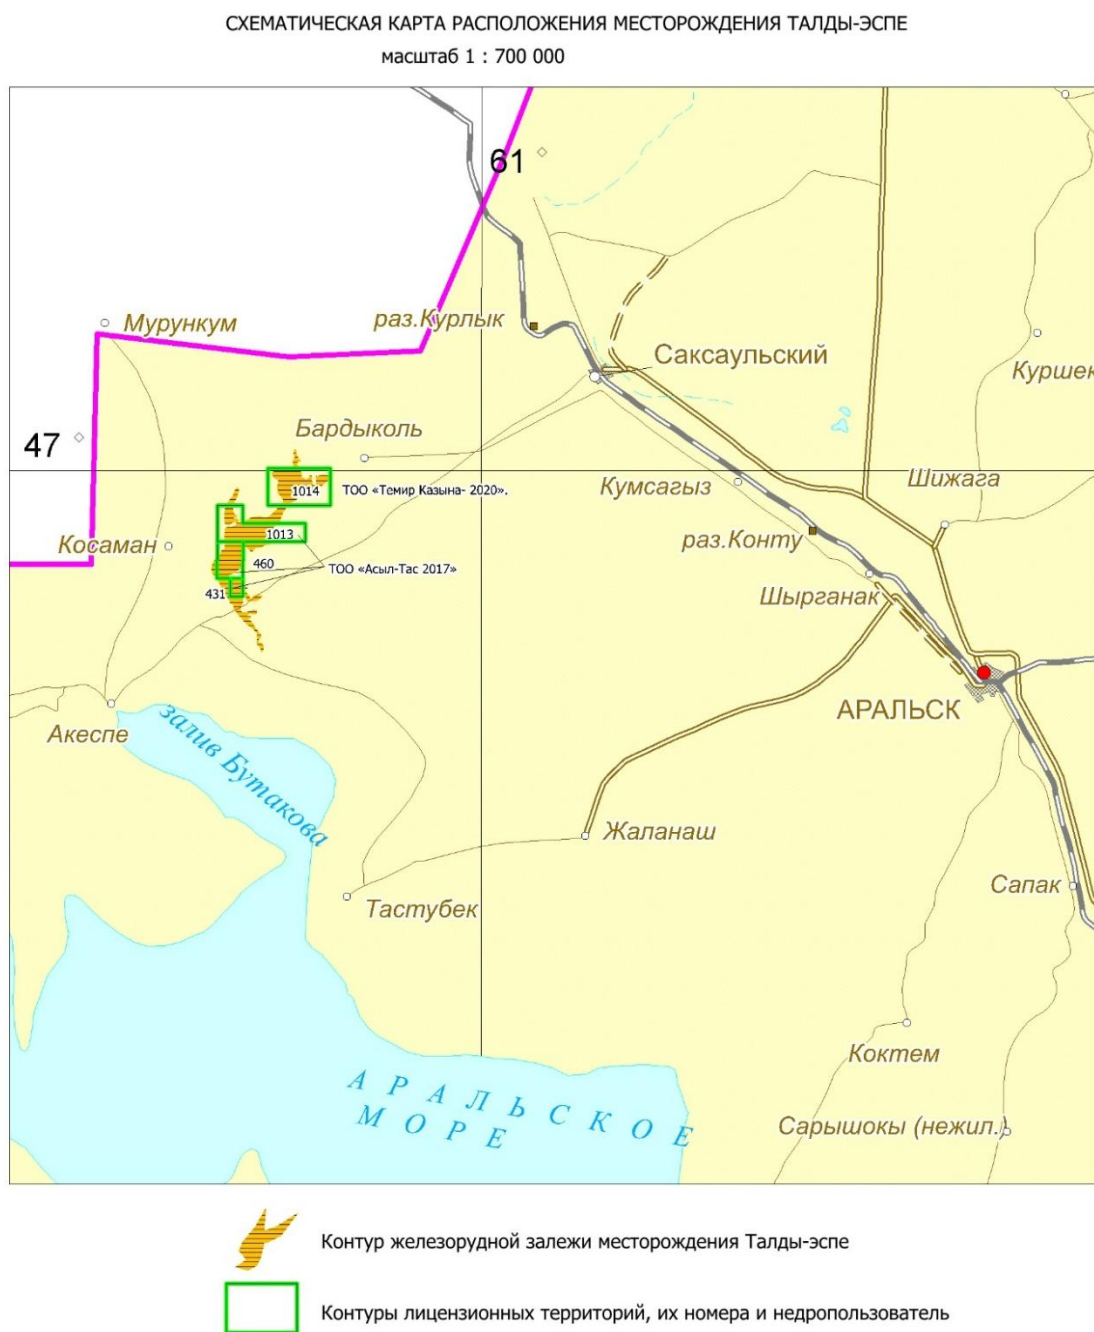 СХЕМАТИЧЕСКАЯ КАРТА РАСПОЛОЖЕНИЯ МЕСТОРОЖДЕНИЯ ТАЛДЫ-ЭСПЕ
масштаб 1 : 700 000
61
Мурункум
раз.Курлык
Саксаульский
Куршек
Бардыколь
47
1014
ТОО «Темир Казына- 2020».
Кумсагыз
Шижага
1013
раз.Конту
Косаман
460
ТОО «Асыл-Тас 2017»
431
Шырганак
АРАЛЬСК
Акеспе
залив Бутакова
Жаланаш
Сапак
Тастубек
Коктем
АРАЛЬСКОЕ
МОРЕ
Сарышокы (нежил.)
Контур железорудной залежи месторождения Талды-эспе
Контуры лицензионных территорий, их номера и недропользователь